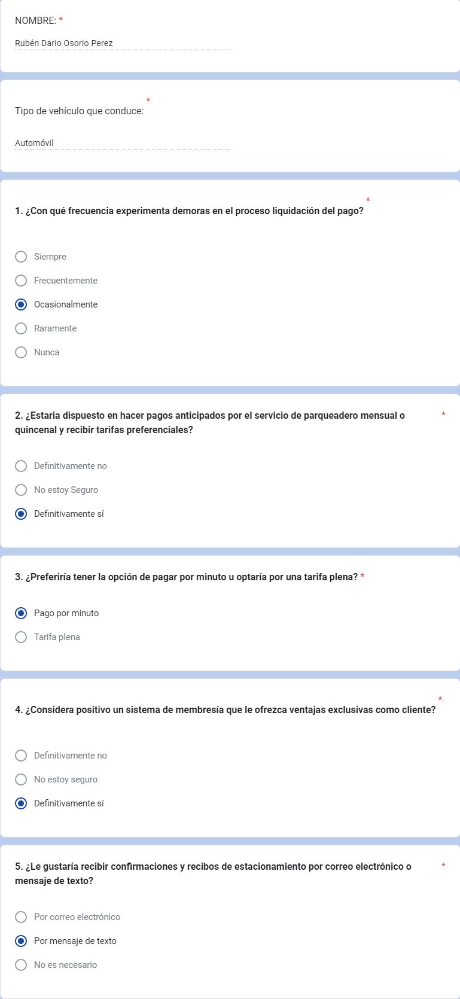 NOMBRE: *
Rubén Dario Osorio Perez
Tipo de vehículo que conduce: *
Automóvil
1. ¿Con qué frecuencia experimenta demoras en el proceso liquidación del pago? *
Siempre
Frecuentemente
Ocasionalmente
Raramente
Nunca
2. ¿Estaria dispuesto en hacer pagos anticipados por el servicio de parqueadero mensual o *
quincenal y recibir tarifas preferenciales?
Definitivamente no
No estoy Seguro
Definitivamente sí
3. ¿Preferiría tener la opción de pagar por minuto u optaría por una tarifa plena? *
Pago por minuto
Tarifa plena
4. ¿Considera positivo un sistema de membresía que le ofrezca ventajas exclusivas como cliente? *
Definitivamente no
No estoy seguro
Definitivamente sí
5. ¿Le gustaría recibir confirmaciones y recibos de estacionamiento por correo electrónico o *
mensaje de texto?
Por correo electrónico
Por mensaje de texto
No es necesario